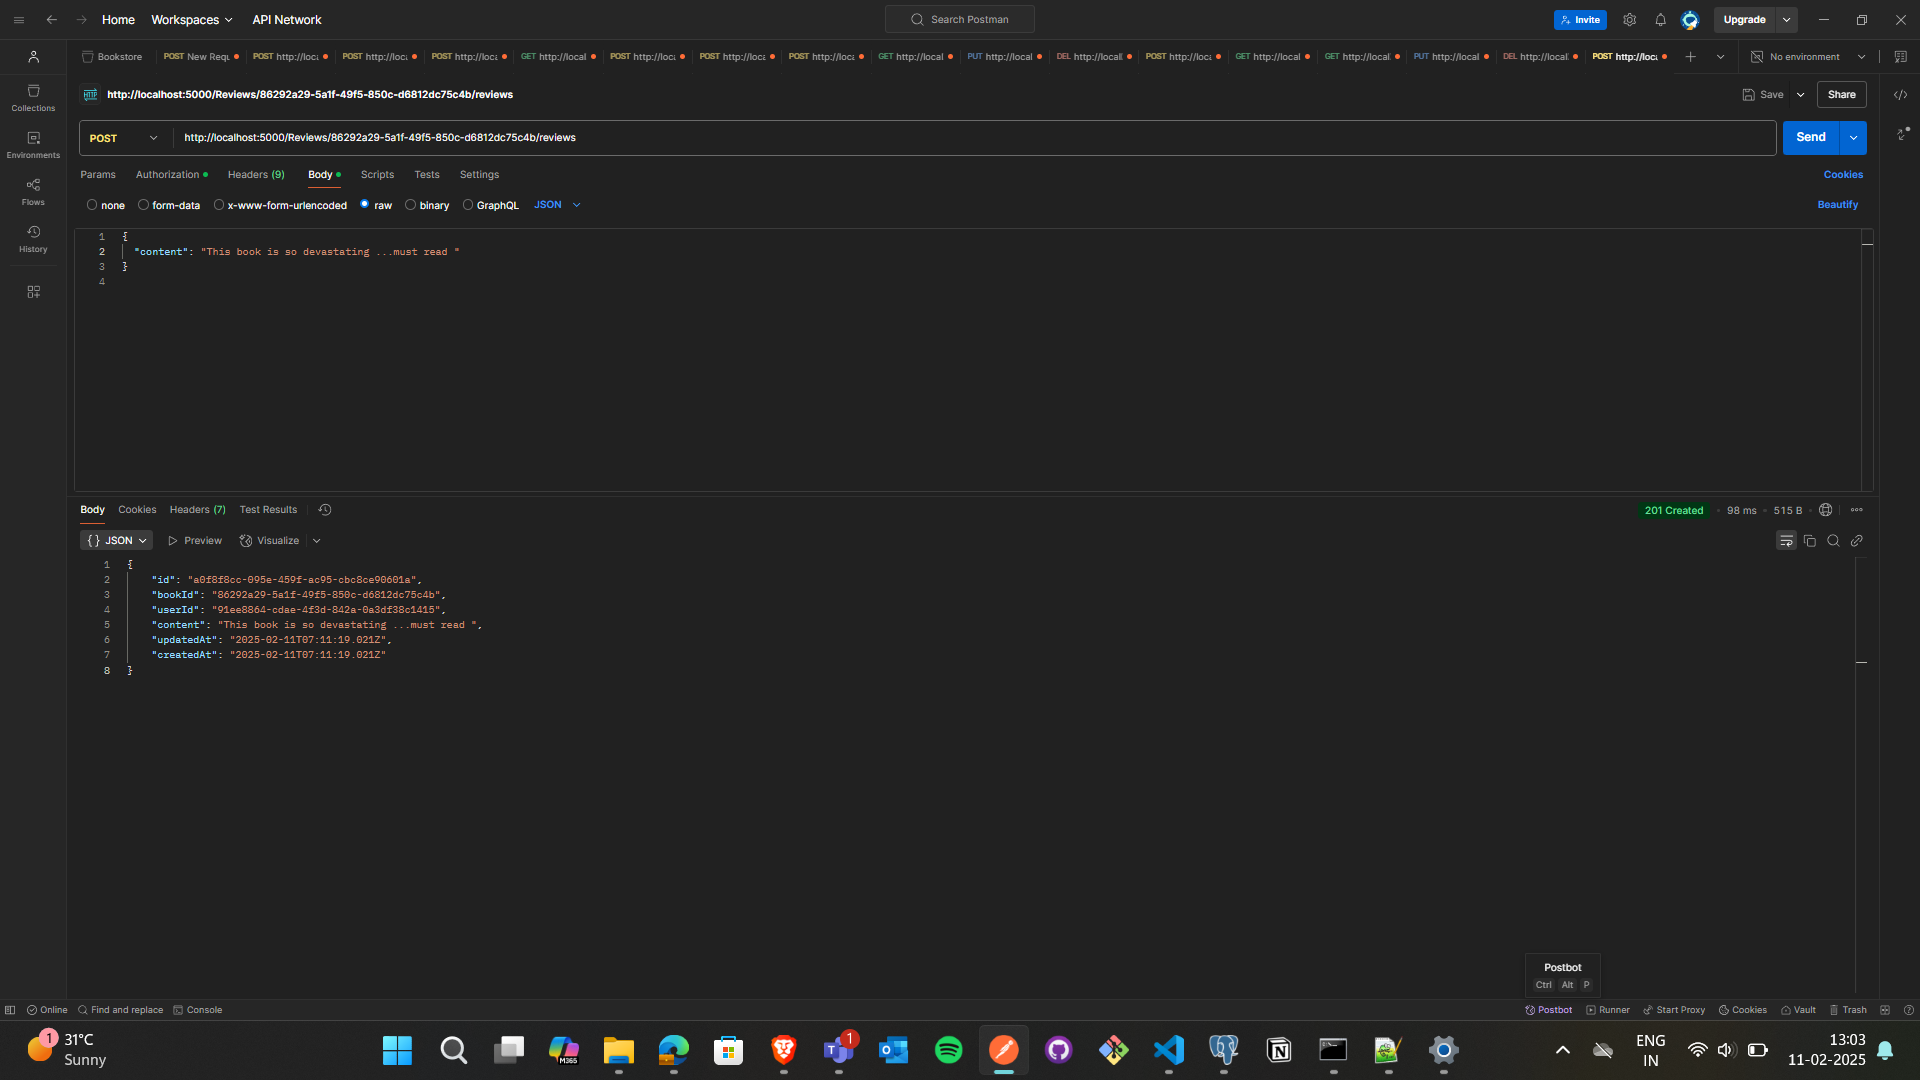 Home Workspaces API Network Search Postman Invite Upgrade
Bookstore POST New Requ POST http://loca POST http://loca POST http://loca GET http://local POST http://loca POST http://loca POST http://loca GET http://local PUT http://local DEL http://local POST http://loca GET http://local GET http://local PUT http://local DEL http://local POST http://loca No environment
HTTP http://localhost:5000/Reviews/86292a29-5a1f-49f5-850c-d6812dc75c4b/reviews Save Share
Collections
Environments
Flows
History
POST http://localhost:5000/Reviews/86292a29-5a1f-49f5-850c-d6812dc75c4b/reviews Send
Params Authorization Headers (9) Body Scripts Tests Settings Cookies
none form-data x-www-form-urlencoded raw binary GraphQL JSON Beautify
1 {
2 "content": "This book is so devastating ...must read "
3 }
4
Body Cookies Headers (7) Test Results 201 Created 98 ms 515 B
{} JSON Preview Visualize
1 {
2 "id": "a0f8f8cc-095e-459f-ac95-cbc8ce90601a",
3 "bookId": "86292a29-5a1f-49f5-850c-d6812dc75c4b",
4 "userId": "91ee8864-cdae-4f3d-842a-0a3df38c1415",
5 "content": "This book is so devastating ...must read ",
6 "updatedAt": "2025-02-11T07:11:19.021Z",
7 "createdAt": "2025-02-11T07:11:19.021Z"
8 }
Postbot
Ctrl Alt P
Online Find and replace Console Postbot Runner Start Proxy Cookies Vault Trash
1 31°C
Sunny
M365
1
ENG
IN
13:03
11-02-2025